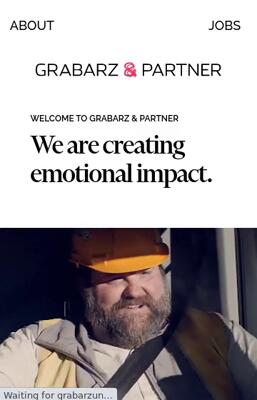 ABOUT JOBS
GRABARZ & PARTNER
WELCOME TO GRABARZ & PARTNER
We are creating
emotional impact.
Waiting for grabarzun...